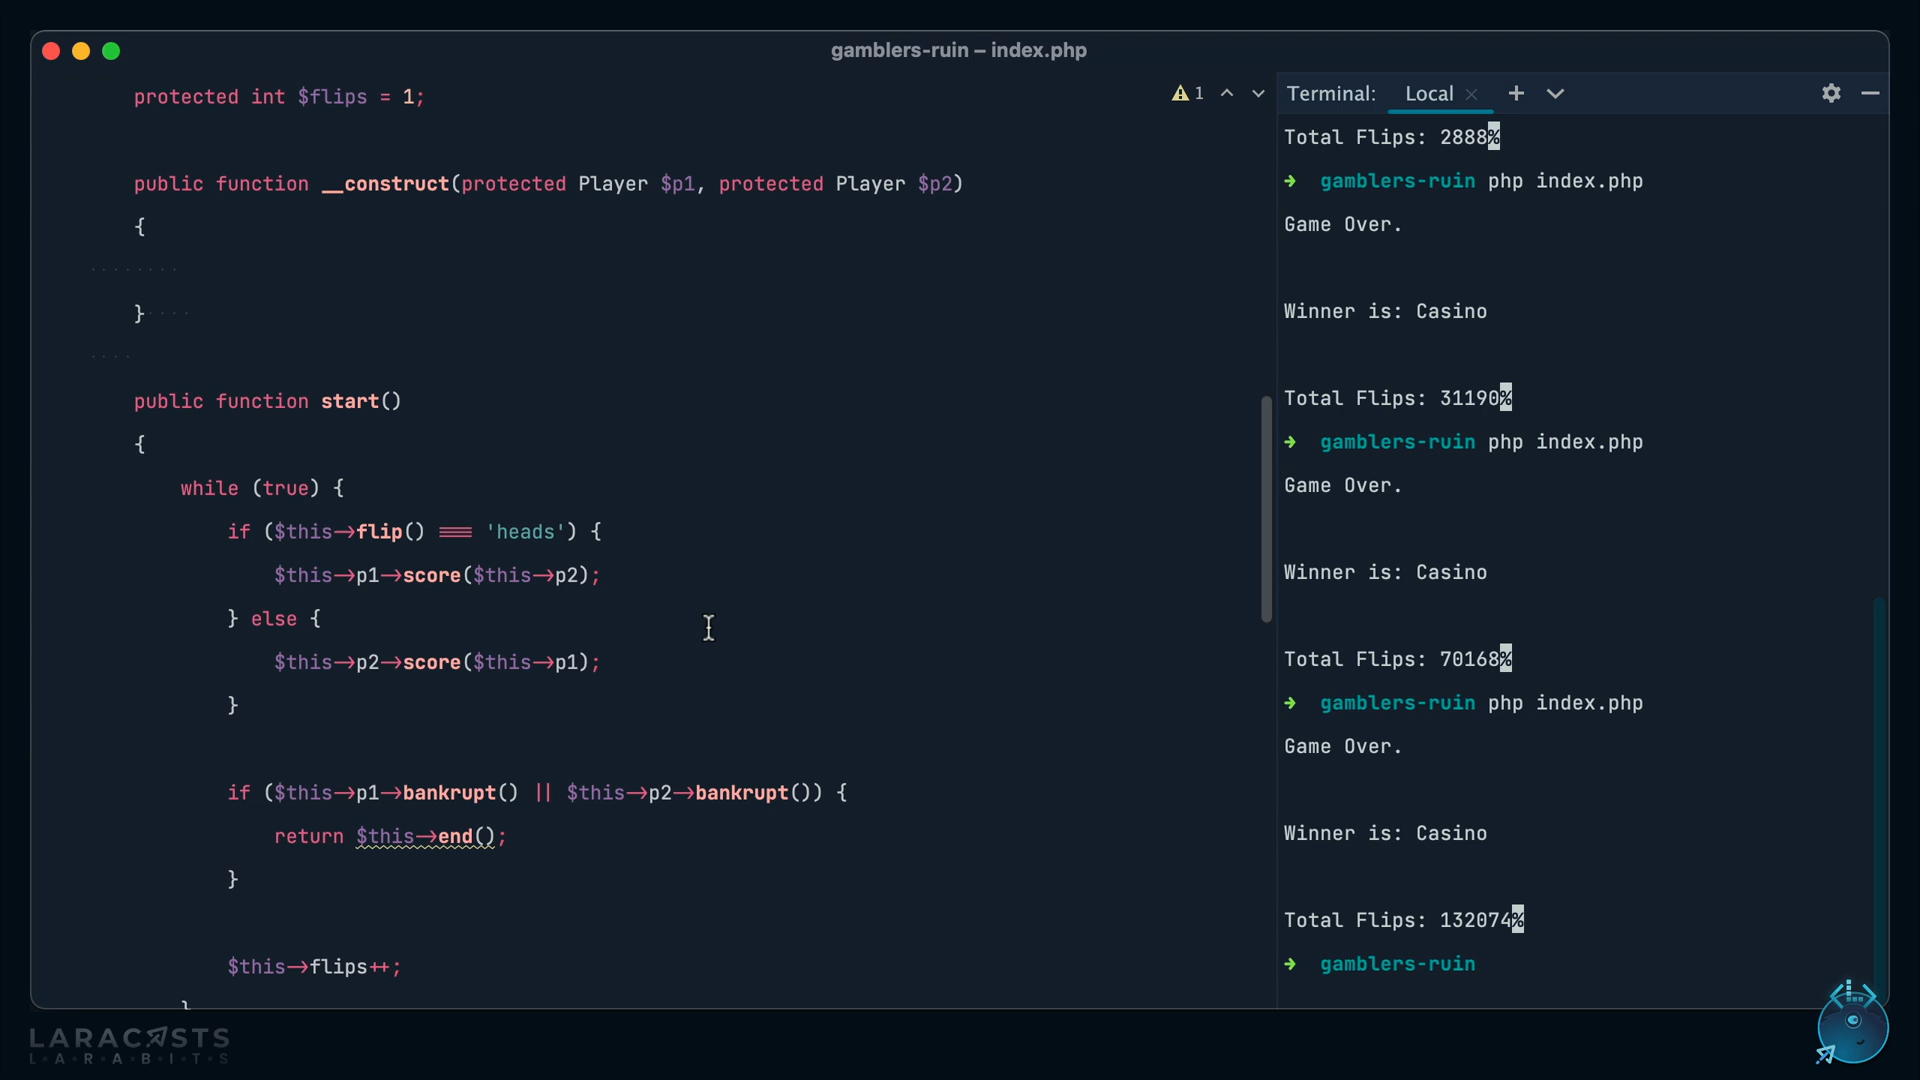 gamblers-ruin – index.php
protected int $flips = 1;
public function __construct(protected Player $p1, protected Player $p2)
{
}
public function start()
{
while (true) {
if ($this->flip() === 'heads') {
$this->p1->score($this->p2);
} else {
$this->p2->score($this->p1);
}
if ($this->p1->bankrupt() || $this->p2->bankrupt()) {
return $this->end();
}
$this->flips++;
}
1
Terminal: Local
Total Flips: 2888%
➜ gamblers-ruin php index.php
Game Over.
Winner is: Casino
Total Flips: 31190%
➜ gamblers-ruin php index.php
Game Over.
Winner is: Casino
Total Flips: 70168%
➜ gamblers-ruin php index.php
Game Over.
Winner is: Casino
Total Flips: 132074%
➜ gamblers-ruin
LARACASTS
L·A·R·A·B·I·T·S